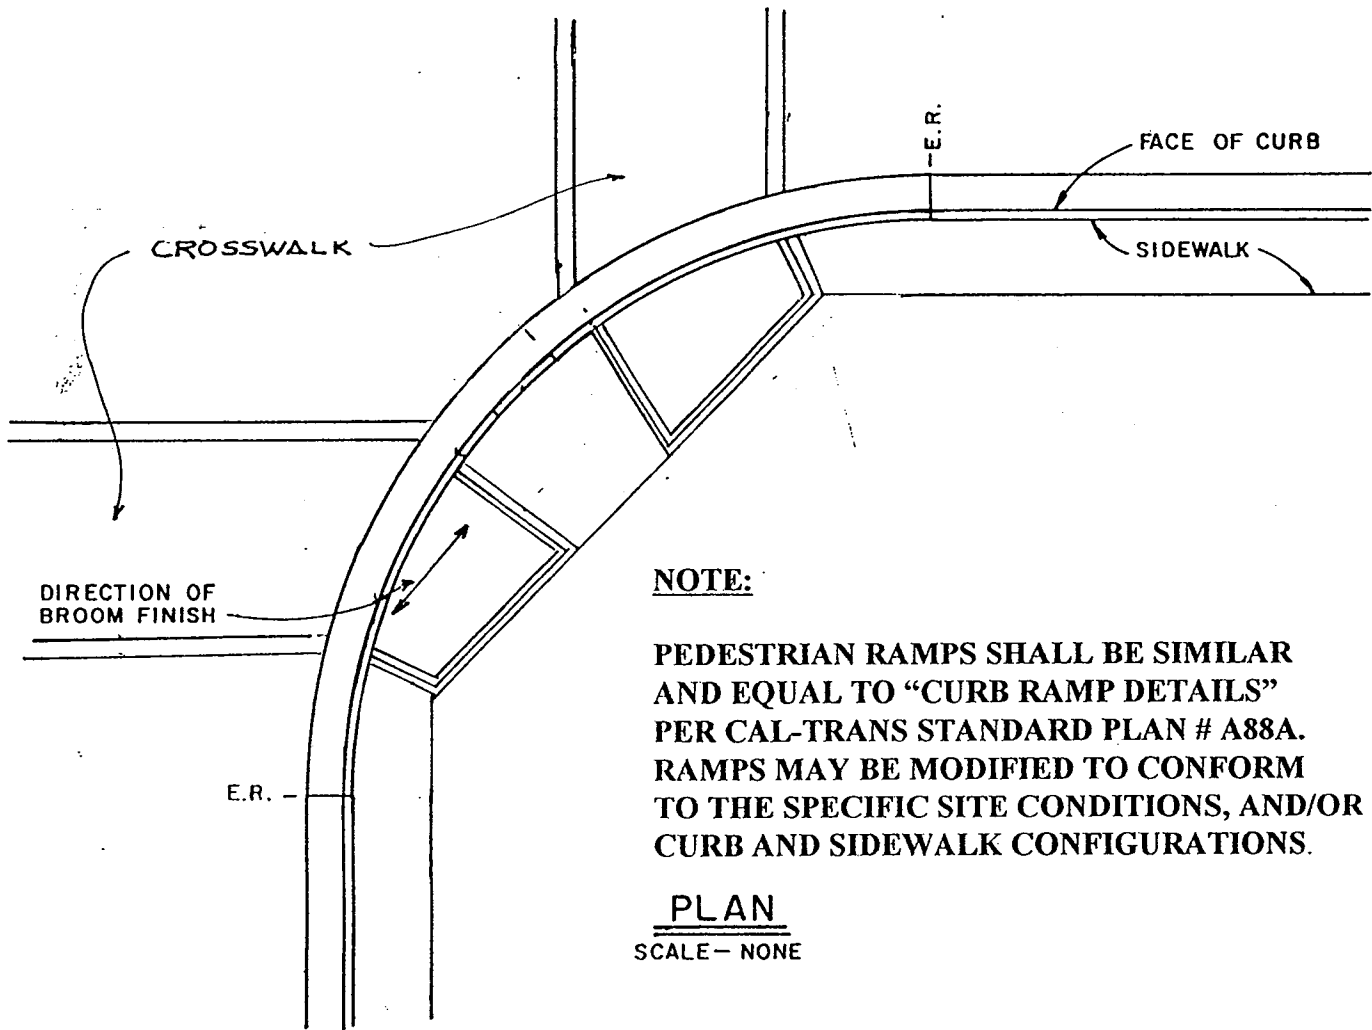 E.R.
FACE OF CURB
CROSSWALK
SIDEWALK
DIRECTION OF
BROOM FINISH
NOTE:
PEDESTRIAN RAMPS SHALL BE SIMILAR
AND EQUAL TO “CURB RAMP DETAILS”
PER CAL-TRANS STANDARD PLAN # A88A.
RAMPS MAY BE MODIFIED TO CONFORM
TO THE SPECIFIC SITE CONDITIONS, AND/OR
CURB AND SIDEWALK CONFIGURATIONS.
E.R.
PLAN
SCALE- NONE